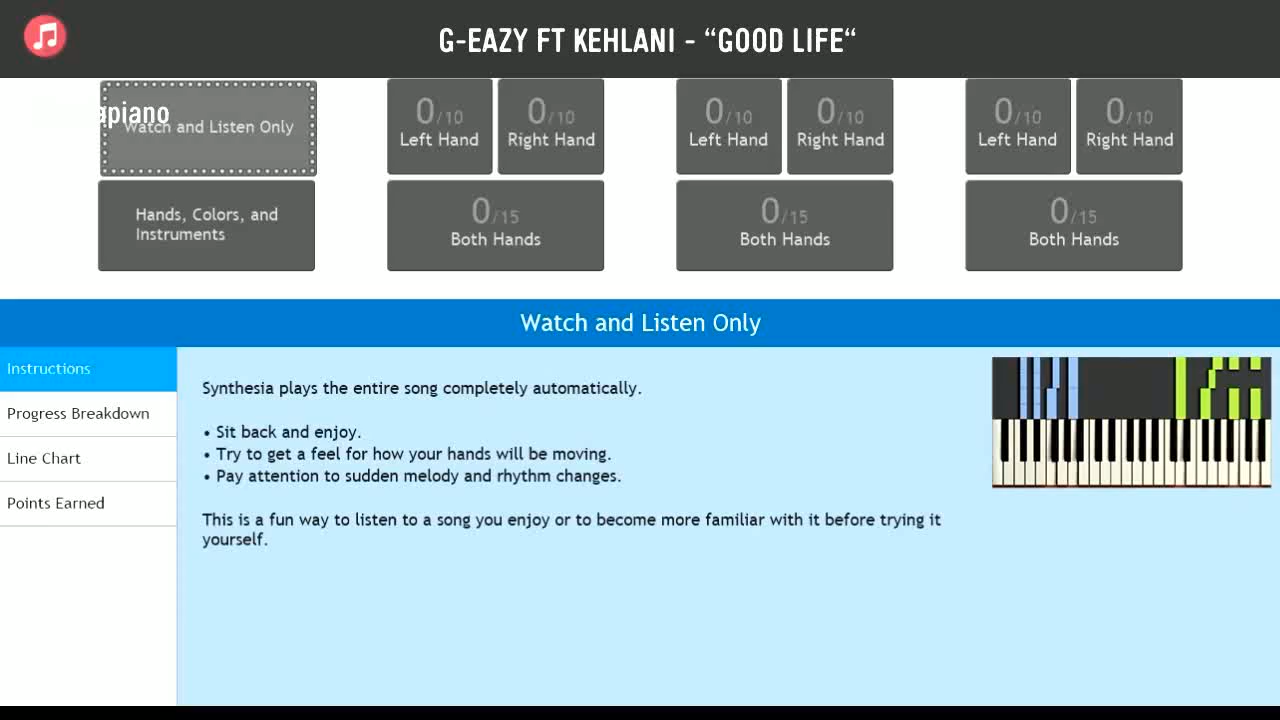 G-EAZY FT KEHLANI - “GOOD LIFE“
piano
Watch and Listen Only
0/10 0/10 0/10 0/10 0/10 0/10
Left Hand Right Hand Left Hand Right Hand Left Hand Right Hand
Hands, Colors, and
Instruments
0/15 0/15 0/15
Both Hands Both Hands Both Hands
Watch and Listen Only
Instructions
Progress Breakdown
Line Chart
Points Earned
Synthesia plays the entire song completely automatically.
• Sit back and enjoy.
• Try to get a feel for how your hands will be moving.
• Pay attention to sudden melody and rhythm changes.
This is a fun way to listen to a song you enjoy or to become more familiar with it before trying it
yourself.